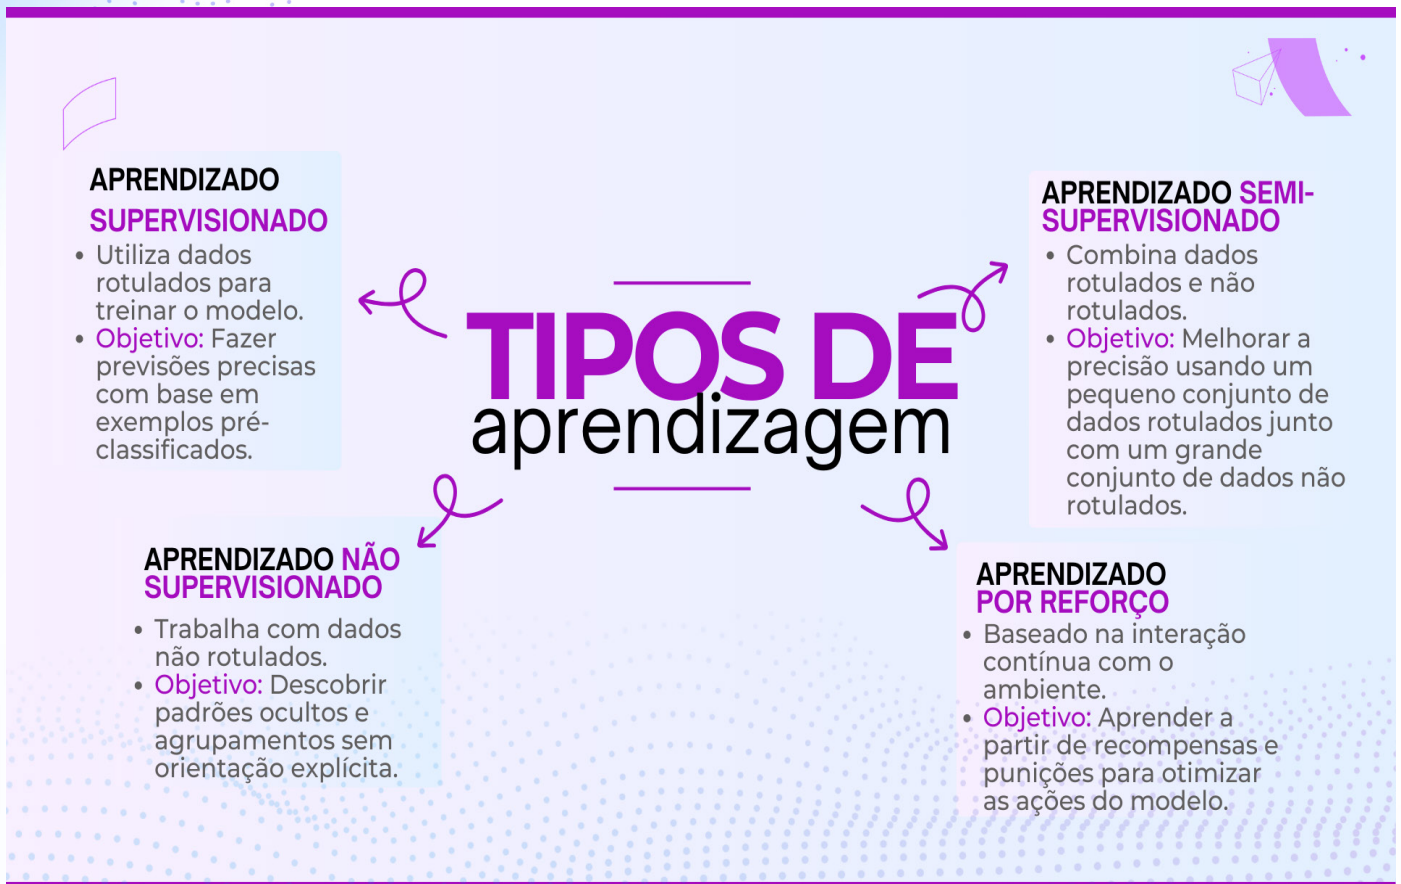 TIPOS DE
aprendizagem
APRENDIZADO
SUPERVISIONADO
• Utiliza dados
rotulados para
treinar o modelo.
• Objetivo: Fazer
previsões precisas
com base em
exemplos pré-
classificados.
APRENDIZADO SEMI-
SUPERVISIONADO
• Combina dados
rotulados e não
rotulados.
• Objetivo: Melhorar a
precisão usando um
pequeno conjunto de
dados rotulados junto
com um grande
conjunto de dados não
rotulados.
APRENDIZADO NÃO
SUPERVISIONADO
• Trabalha com dados
não rotulados.
• Objetivo: Descobrir
padrões ocultos e
agrupamentos sem
orientação explícita.
APRENDIZADO
POR REFORÇO
• Baseado na interação
contínua com o
ambiente.
• Objetivo: Aprender a
partir de recompensas e
punições para otimizar
as ações do modelo.